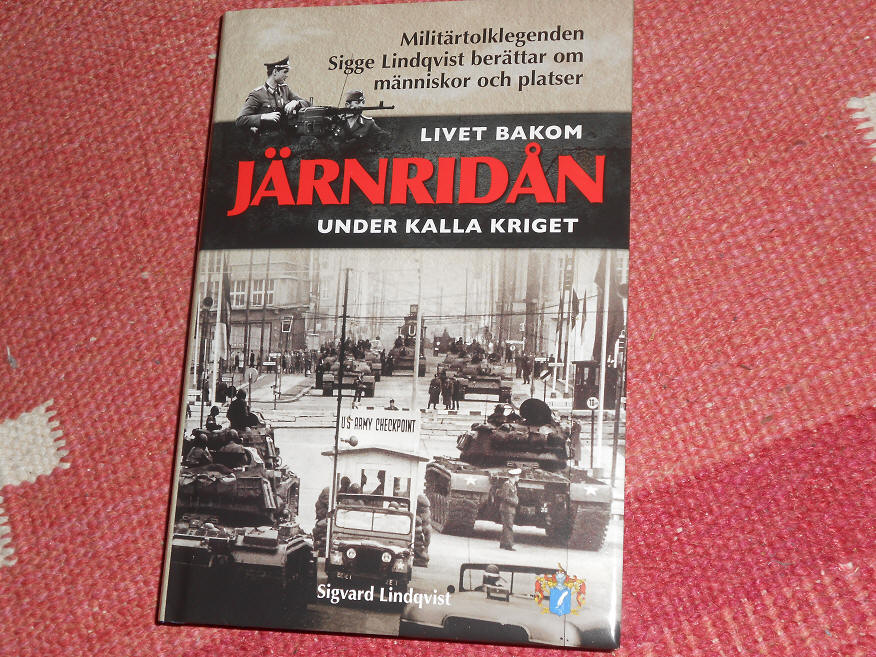 Militärtolklegenden
Sigge Lindqvist berättar om
människor och platser
LIVET BAKOM
JÄRNRIDÅN
UNDER KALLA KRIGET
U.S. ARMY CHECKPOINT
Sigvard Lindqvist